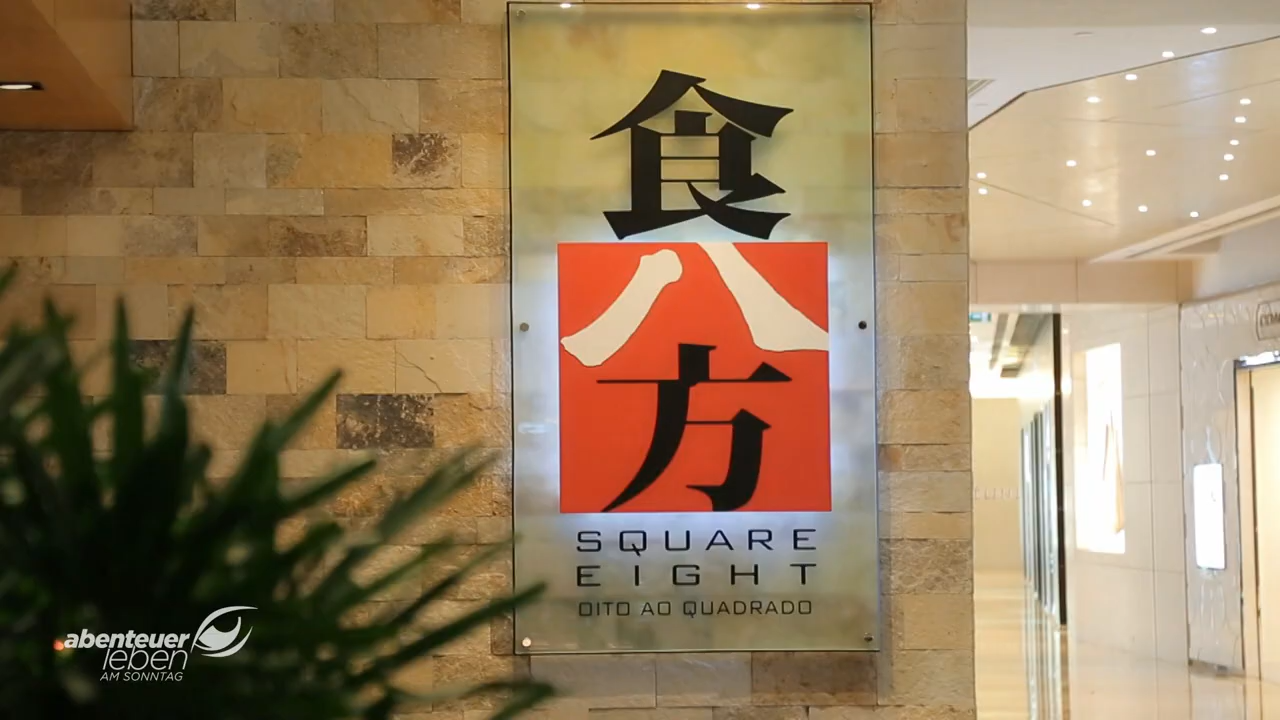 食
八
方
SQUARE
EIGHT
OITO AO QUADRADO
abenteuer
leben
AM SONNTAG